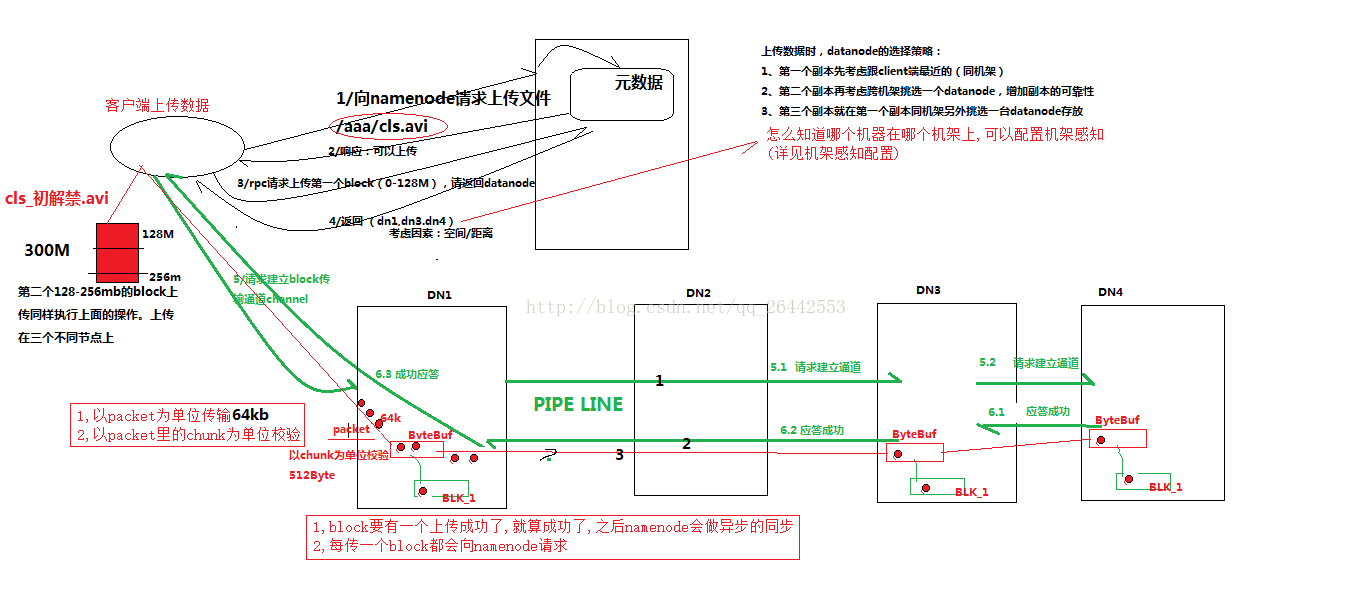 上传数据时，datanode的选择策略：
1、第一个副本先考虑跟client端最近的（同机架）
2、第二个副本再考虑跨机架挑选一个datanode，增加副本的可靠性
3、第三个副本就在第一个副本同机架另外挑选一台datanode存放
怎么知道哪个机器在哪个机架上,可以配置机架感知
(详见机架感知配置)
元数据
客户端上传数据
1/向namenode请求上传文件
/aaa/cls.avi
2/响应：可以上传
3/rpc请求上传第一个block（0-128M），请返回datanode
4/返回（dn1,dn3.dn4）
考虑因素：空间/距离
cls_初解禁.avi
128M
300M
256m
第二个128-256mb的block上
传同样执行上面的操作。上传
在三个不同节点上
5/请求建立block传
输通道channel
DN1
DN2
DN3
DN4
http://blog.csdn.net/qq_26442553
6.3 成功应答
1
5.1 请求建立通道
5.2 请求建立通道
PIPE LINE
6.1 应答成功
6.2 应答成功
2
3
1,以packet为单位传输64kb
2,以packet里的chunk为单位校验
64k
packet
ByteBuf
ByteBuf
ByteBuf
以chunk为单位校验
512Byte
BLK_1
BLK_1
BLK_1
1,block要有一个上传成功了,就算成功了,之后namenode会做异步的同步
2,每传一个block都会向namenode请求